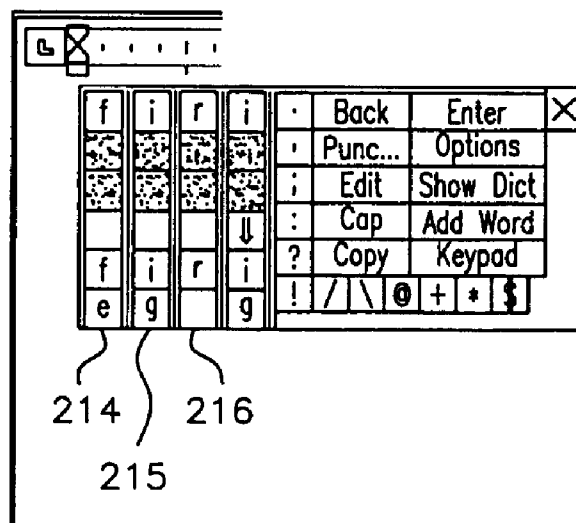 f i r i · Back Enter X
' Punc... Options
; Edit Show Dict
⇓ : Cap Add Word
f i r i ? Copy Keypad
e g g ! / \ @ + * $
214 216
215